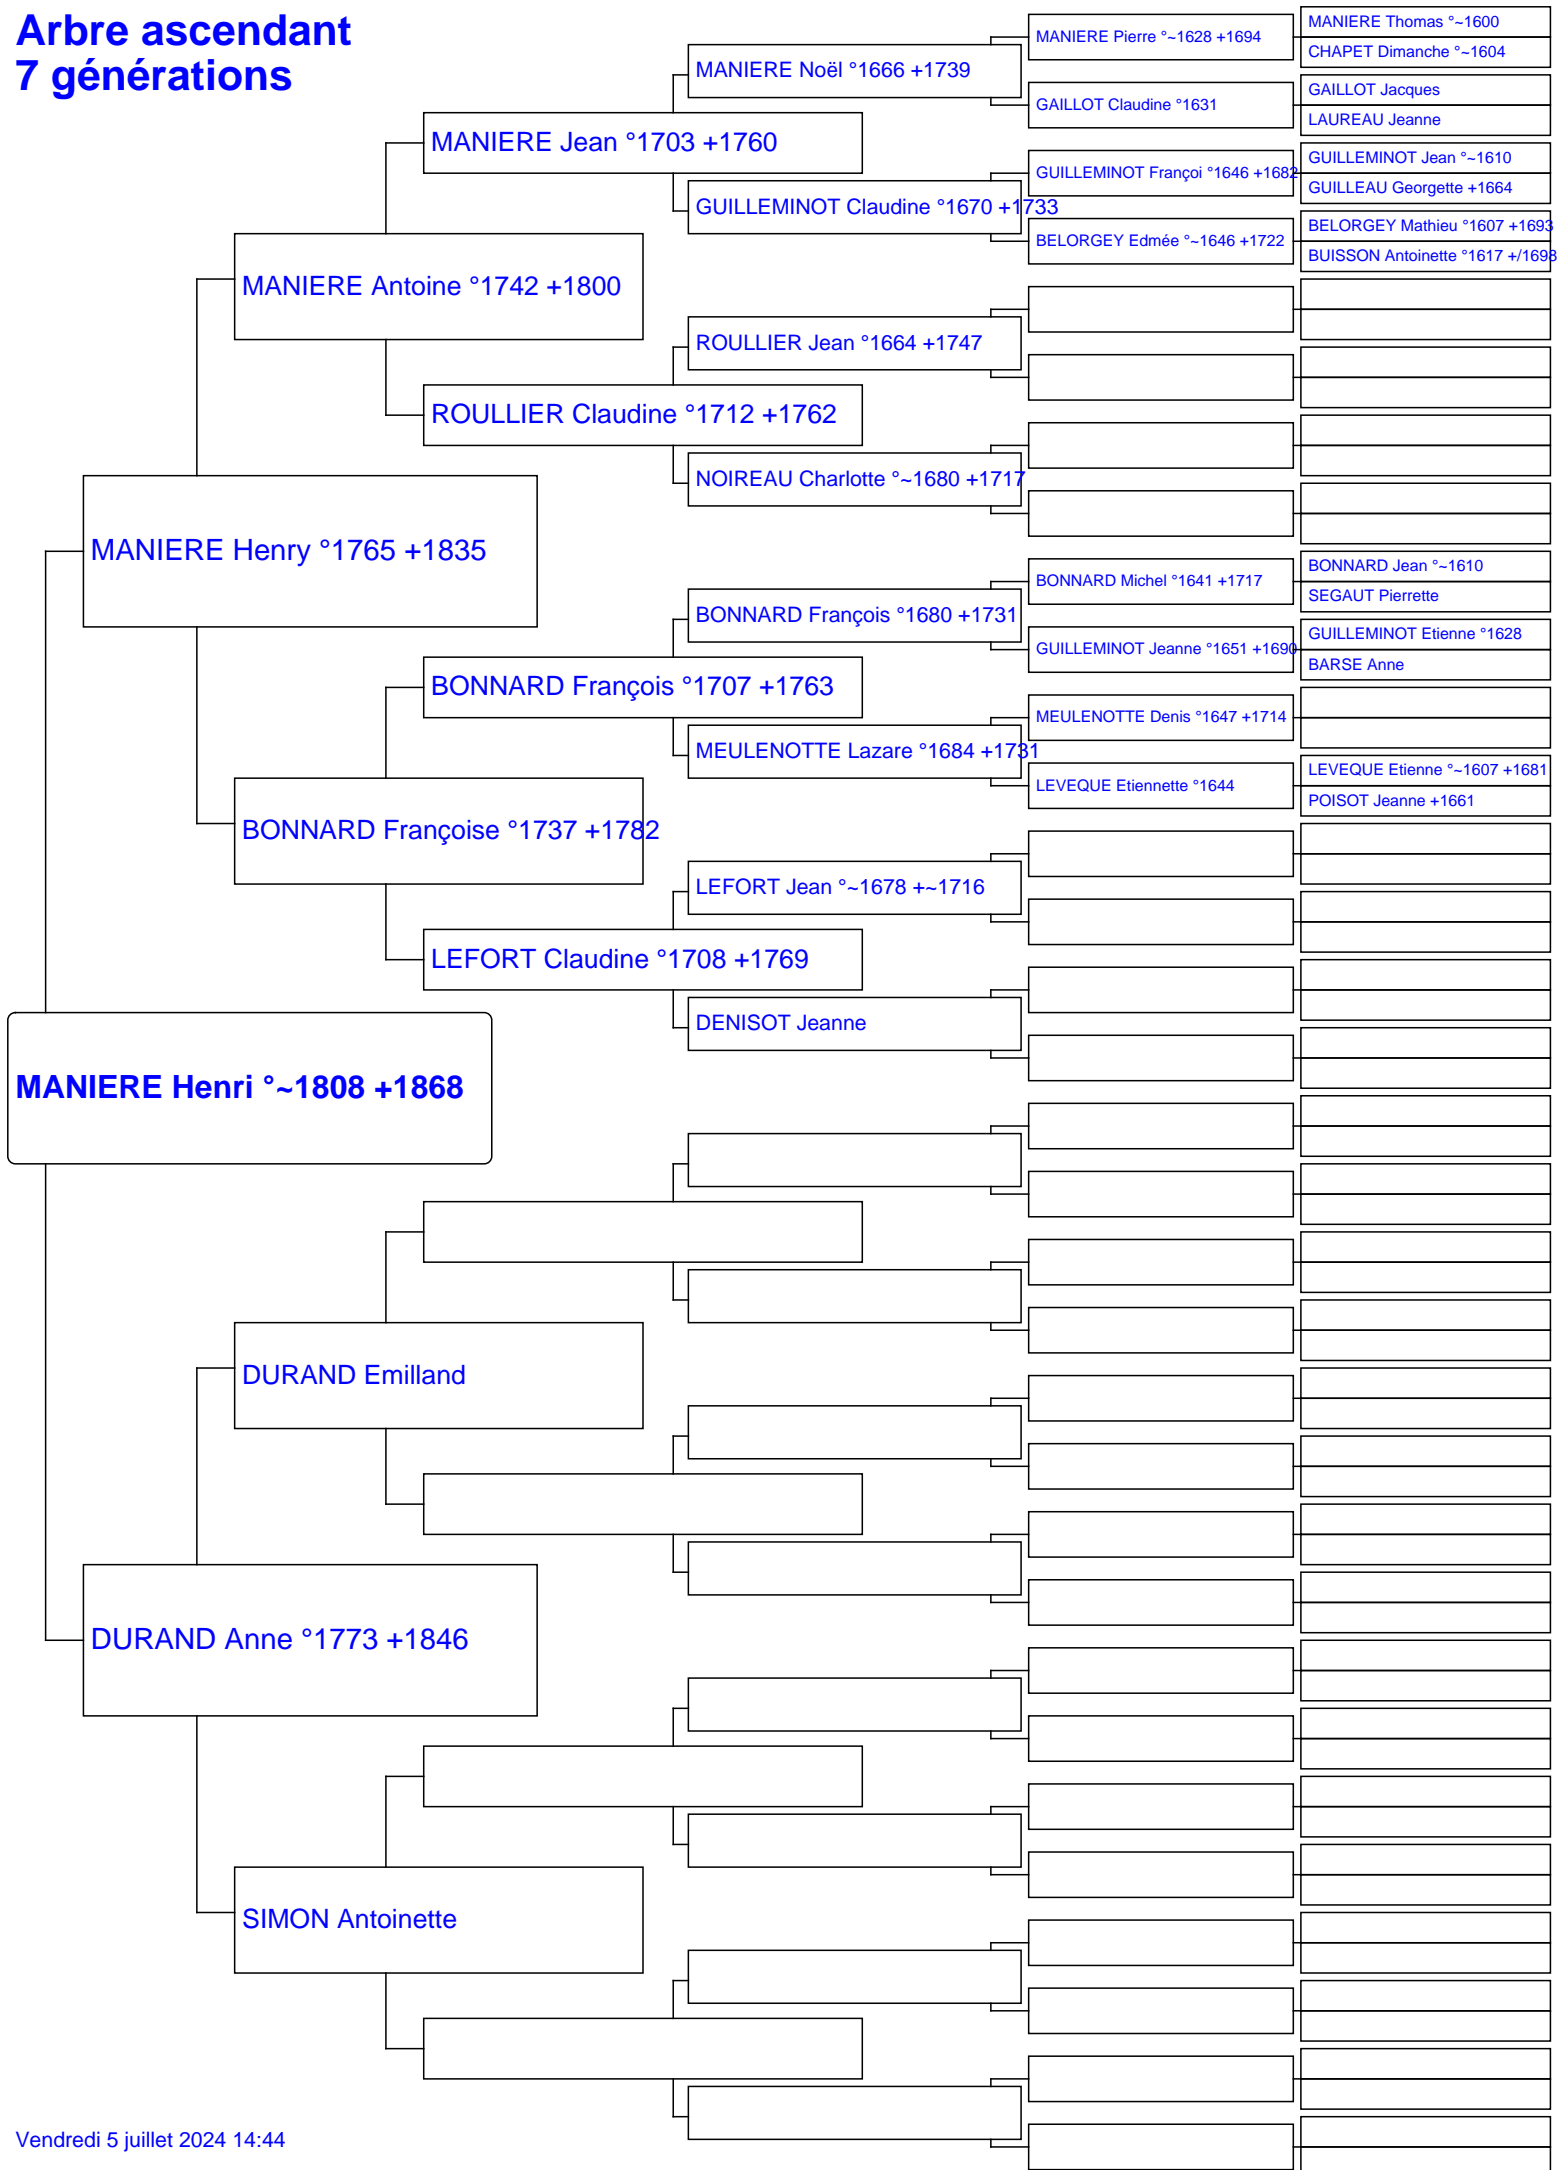 Arbre ascendant
7 générations
MANIERE Thomas °~1600
MANIERE Pierre °~1628 +1694
CHAPET Dimanche °~1604
MANIERE Noël °1666 +1739
GAILLOT Jacques
GAILLOT Claudine °1631
LAUREAU Jeanne
MANIERE Jean °1703 +1760
GUILLEMINOT Jean °~1610
GUILLEMINOT Françoi °1646 +1682
GUILLEAU Georgette +1664
GUILLEMINOT Claudine °1670 +1733
BELORGEY Mathieu °1607 +1693
BELORGEY Edmée °~1646 +1722
BUISSON Antoinette °1617 +/1698
MANIERE Antoine °1742 +1800
ROULLIER Jean °1664 +1747
ROULLIER Claudine °1712 +1762
NOIREAU Charlotte °~1680 +1717
MANIERE Henry °1765 +1835
BONNARD Jean °~1610
BONNARD Michel °1641 +1717
SEGAUT Pierrette
BONNARD François °1680 +1731
GUILLEMINOT Etienne °1628
GUILLEMINOT Jeanne °1651 +1690
BARSE Anne
BONNARD François °1707 +1763
MEULENOTTE Denis °1647 +1714
MEULENOTTE Lazare °1684 +1731
LEVEQUE Etienne °~1607 +1681
LEVEQUE Etiennette °1644
POISOT Jeanne +1661
BONNARD Françoise °1737 +1782
LEFORT Jean °~1678 +~1716
LEFORT Claudine °1708 +1769
DENISOT Jeanne
MANIERE Henri °~1808 +1868
DURAND Emilland
DURAND Anne °1773 +1846
SIMON Antoinette
Vendredi 5 juillet 2024 14:44